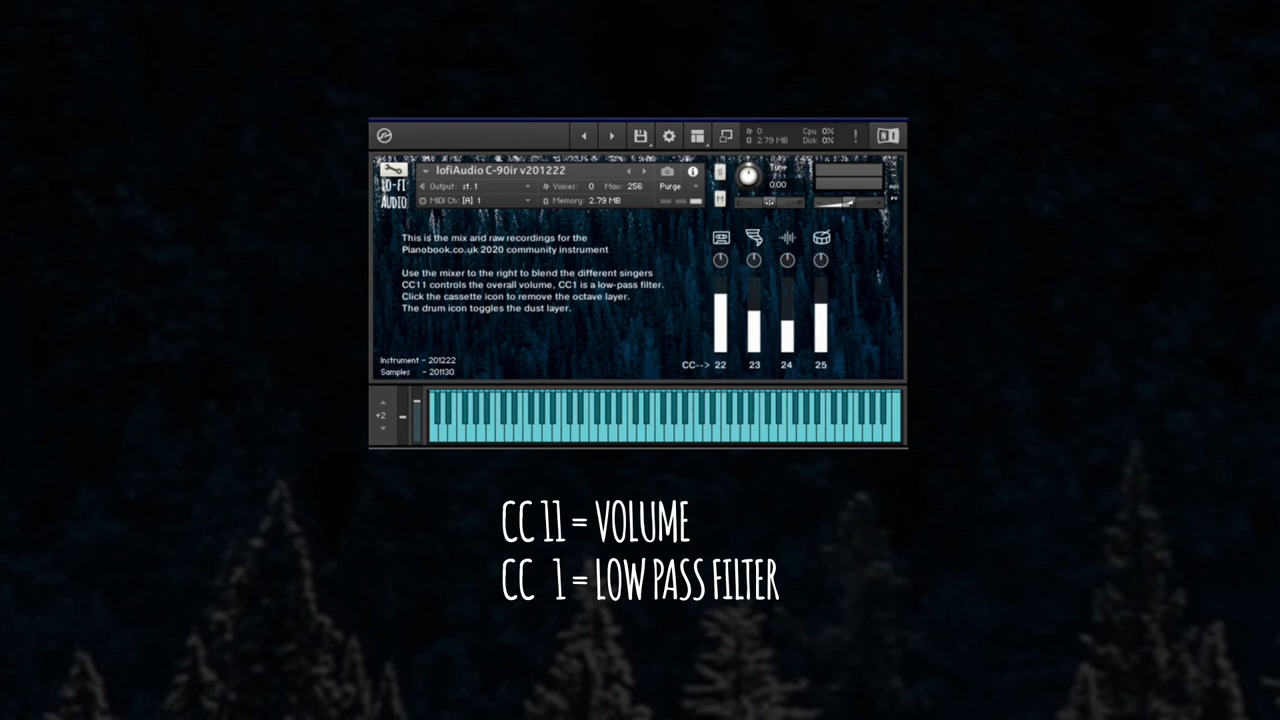 0
2.79 MB
Cpu 0%
Disk 0%
!
LO-FI
AUDIO
lofiAudio C-90ir v201222
Output: st.1
Voices: 0 Max: 256
Purge
MIDI Ch: [A] 1
Memory: 2.79 MB
S
M
Tune
0.00
AUX
PV
This is the mix and raw recordings for the
Pianobook.co.uk 2020 community instrument
Use the mixer to the right to blend the different singers
CC11 controls the overall volume, CC1 is a low-pass filter.
Click the cassette icon to remove the octave layer.
The drum icon toggles the dust layer.
Instrument - 201222
Samples - 201130
CC--> 22 23 24 25
+2
CC 11 = VOLUME
CC 1 = LOW PASS FILTER